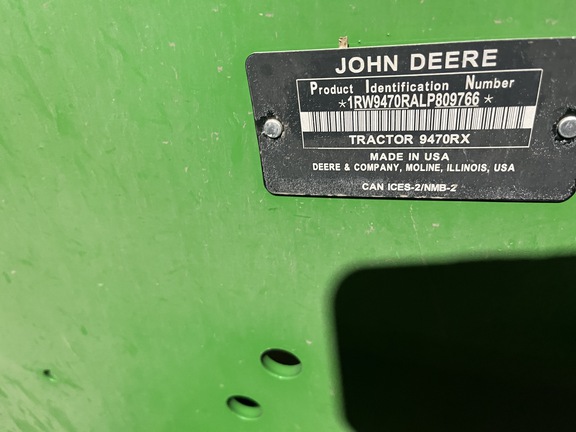 JOHN DEERE
Product Identification Number
*1RW9470RALP809766*
TRACTOR 9470RX
MADE IN USA
DEERE & COMPANY, MOLINE, ILLINOIS, USA
CAN ICES-2/NMB-2